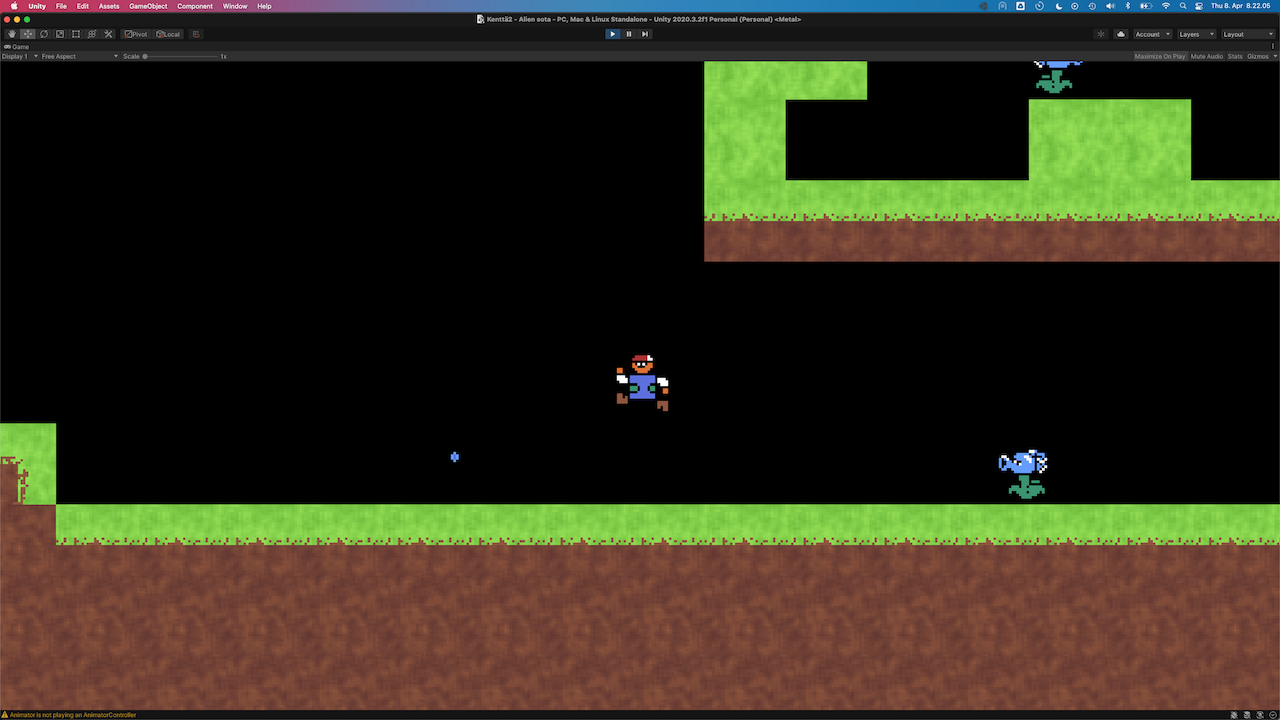 Unity File Edit Assets GameObject Component Window Help Thu 8. Apr 8.22.05
Kenttä2 - Alien sota - PC, Mac & Linux Standalone - Unity 2020.3.2f1 Personal (Personal) <Metal>
Pivot Local Account Layers Layout
Game
Display 1 Free Aspect Scale 1x Maximize On Play Mute Audio Stats Gizmos
Animator is not playing an AnimatorController